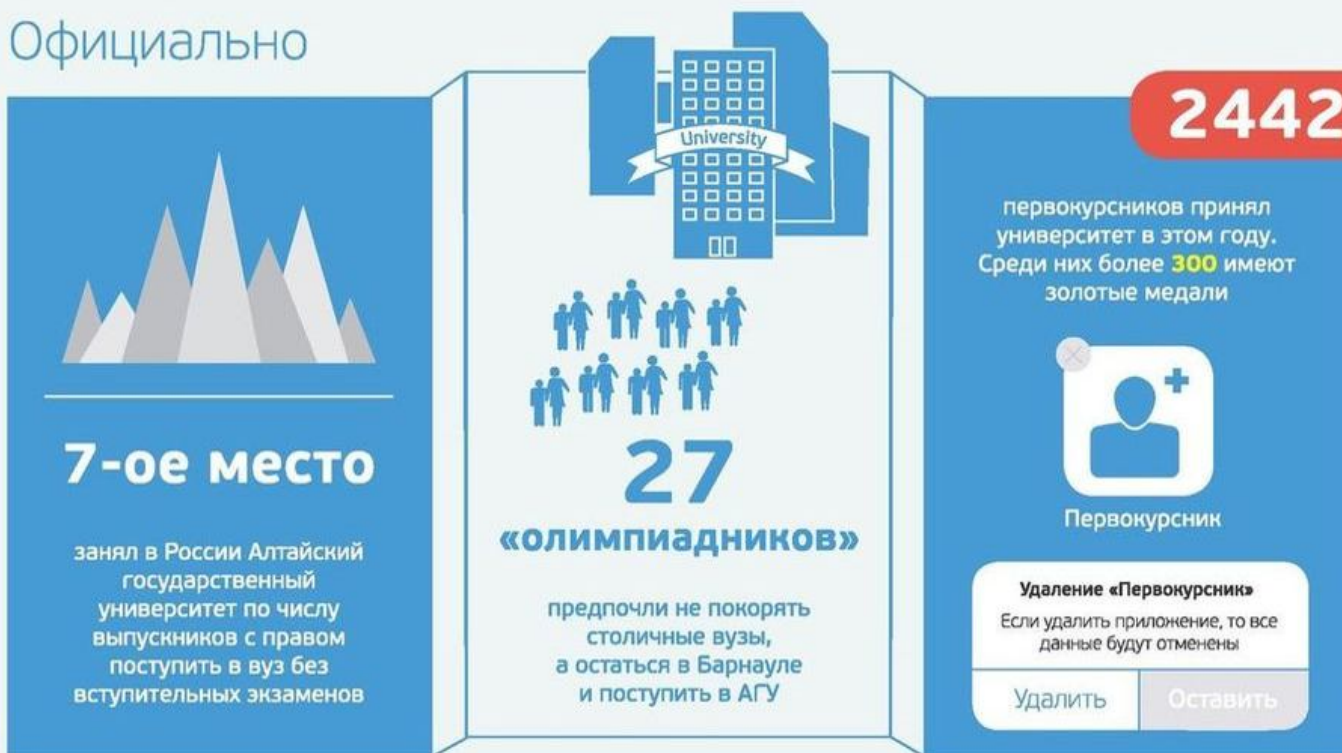 Официально
7-ое место
занял в России Алтайский
государственный
университет по числу
выпускников с правом
поступить в вуз без
вступительных экзаменов
University
27
«олимпиадников»
предпочли не покорять
столичные вузы,
а остаться в Барнауле
и поступить в АГУ
2442
первокурсников принял
университет в этом году.
Среди них более 300 имеют
золотые медали
Первокурсник
Удаление «Первокурсник»
Если удалить приложение, то все
данные будут отменены
Удалить
Оставить